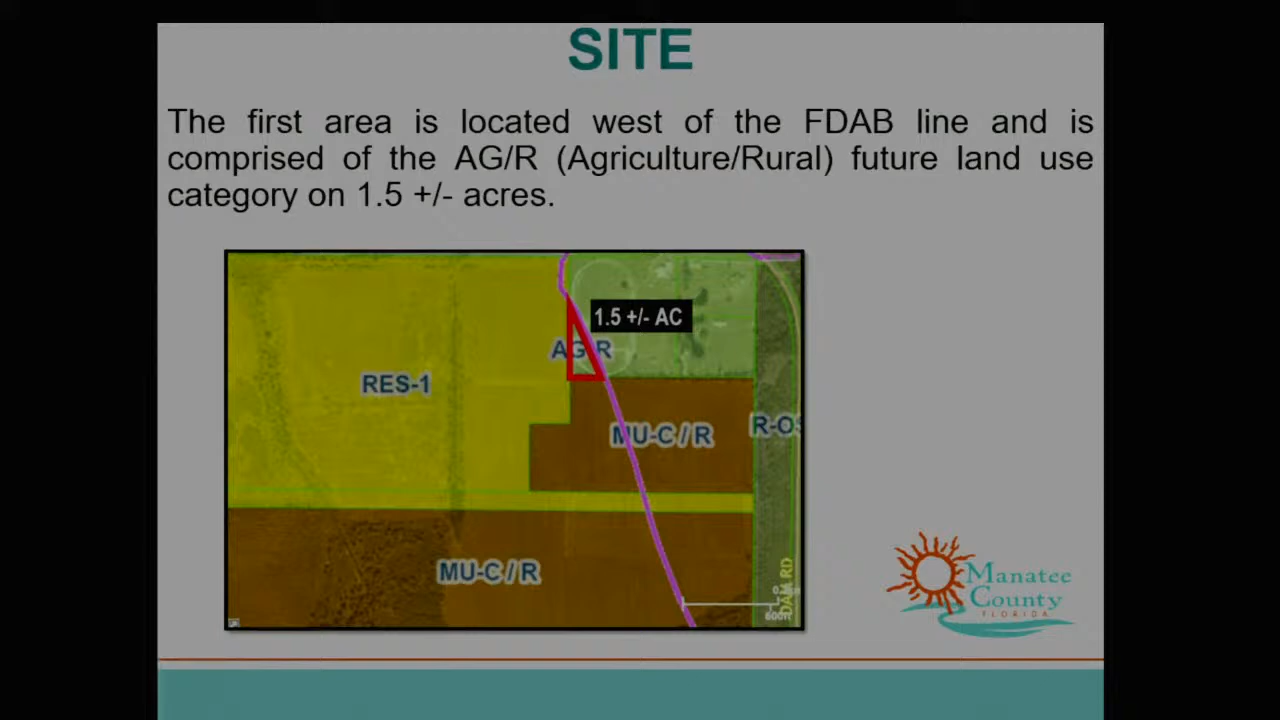 SITE
The first area is located west of the FDAB line and is
comprised of the AG/R (Agriculture/Rural) future land use
category on 1.5 +/- acres.
1.5 +/- AC
AG/R
RES-1
MU-C / R
R-OS
MU-C / R
600ft
Manatee
County
FLORIDA